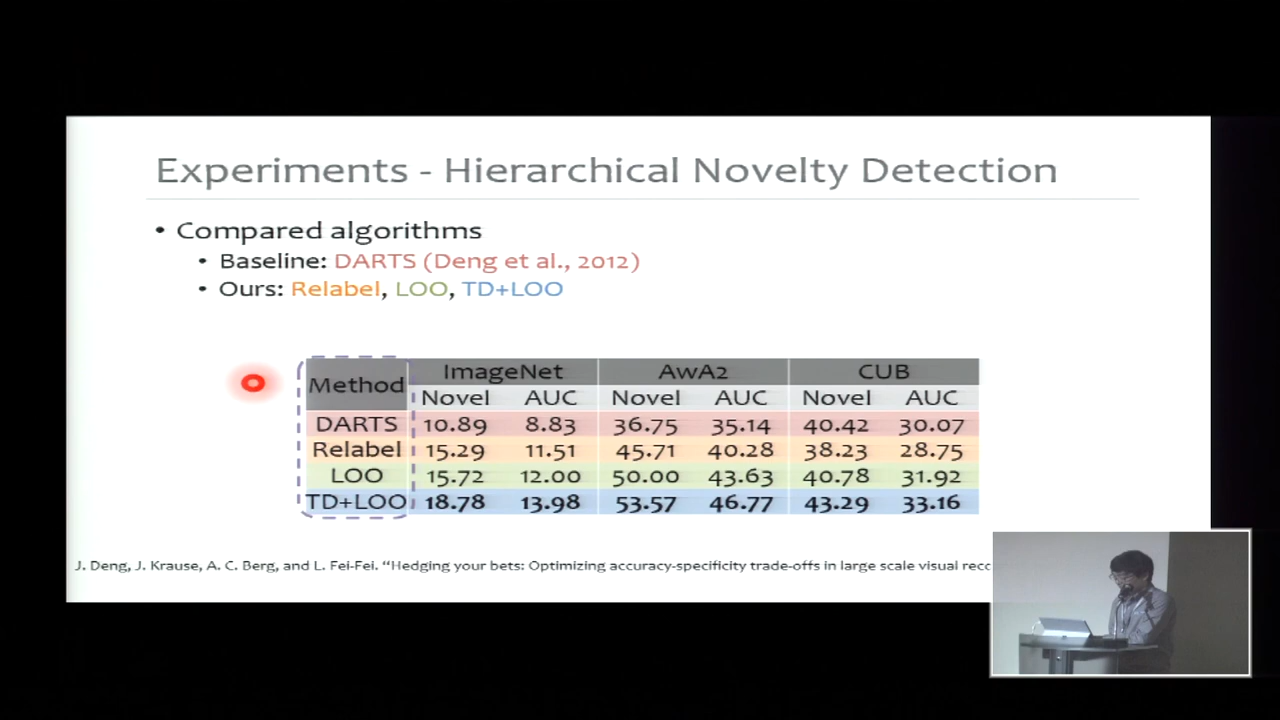 Experiments - Hierarchical Novelty Detection
• Compared algorithms
• Baseline: DARTS (Deng et al., 2012)
• Ours: Relabel, LOO, TD+LOO
Method ImageNet AwA2 CUB
Novel AUC Novel AUC Novel AUC
DARTS 10.89 8.83 36.75 35.14 40.42 30.07
Relabel 15.29 11.51 45.71 40.28 38.23 28.75
LOO 15.72 12.00 50.00 43.63 40.78 31.92
TD+LOO 18.78 13.98 53.57 46.77 43.29 33.16
J. Deng, J. Krause, A. C. Berg, and L. Fei-Fei. “Hedging your bets: Optimizing accuracy-specificity trade-offs in large scale visual